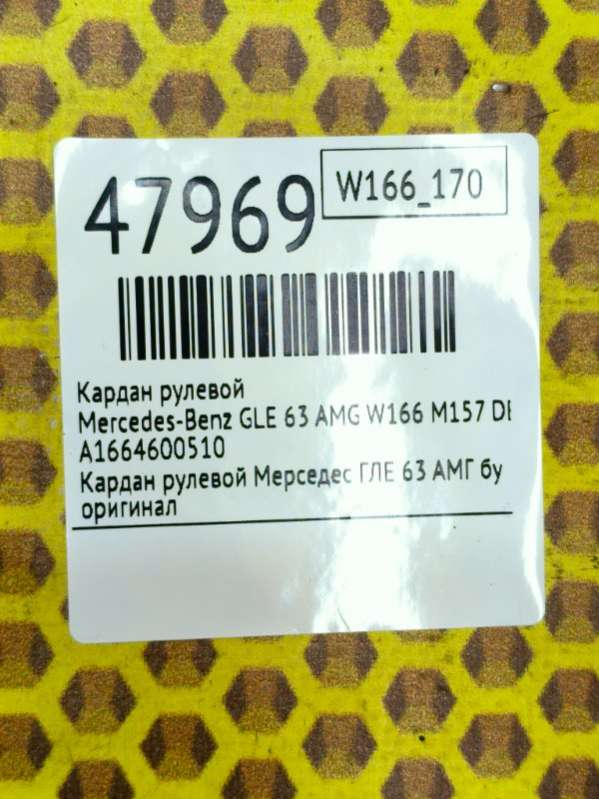 47969
W166_170
Кардан рулевой
Mercedes-Benz GLE 63 AMG W166 M157
A1664600510
Кардан рулевой Мерседес ГЛЕ 63 АМГ бу
оригинал